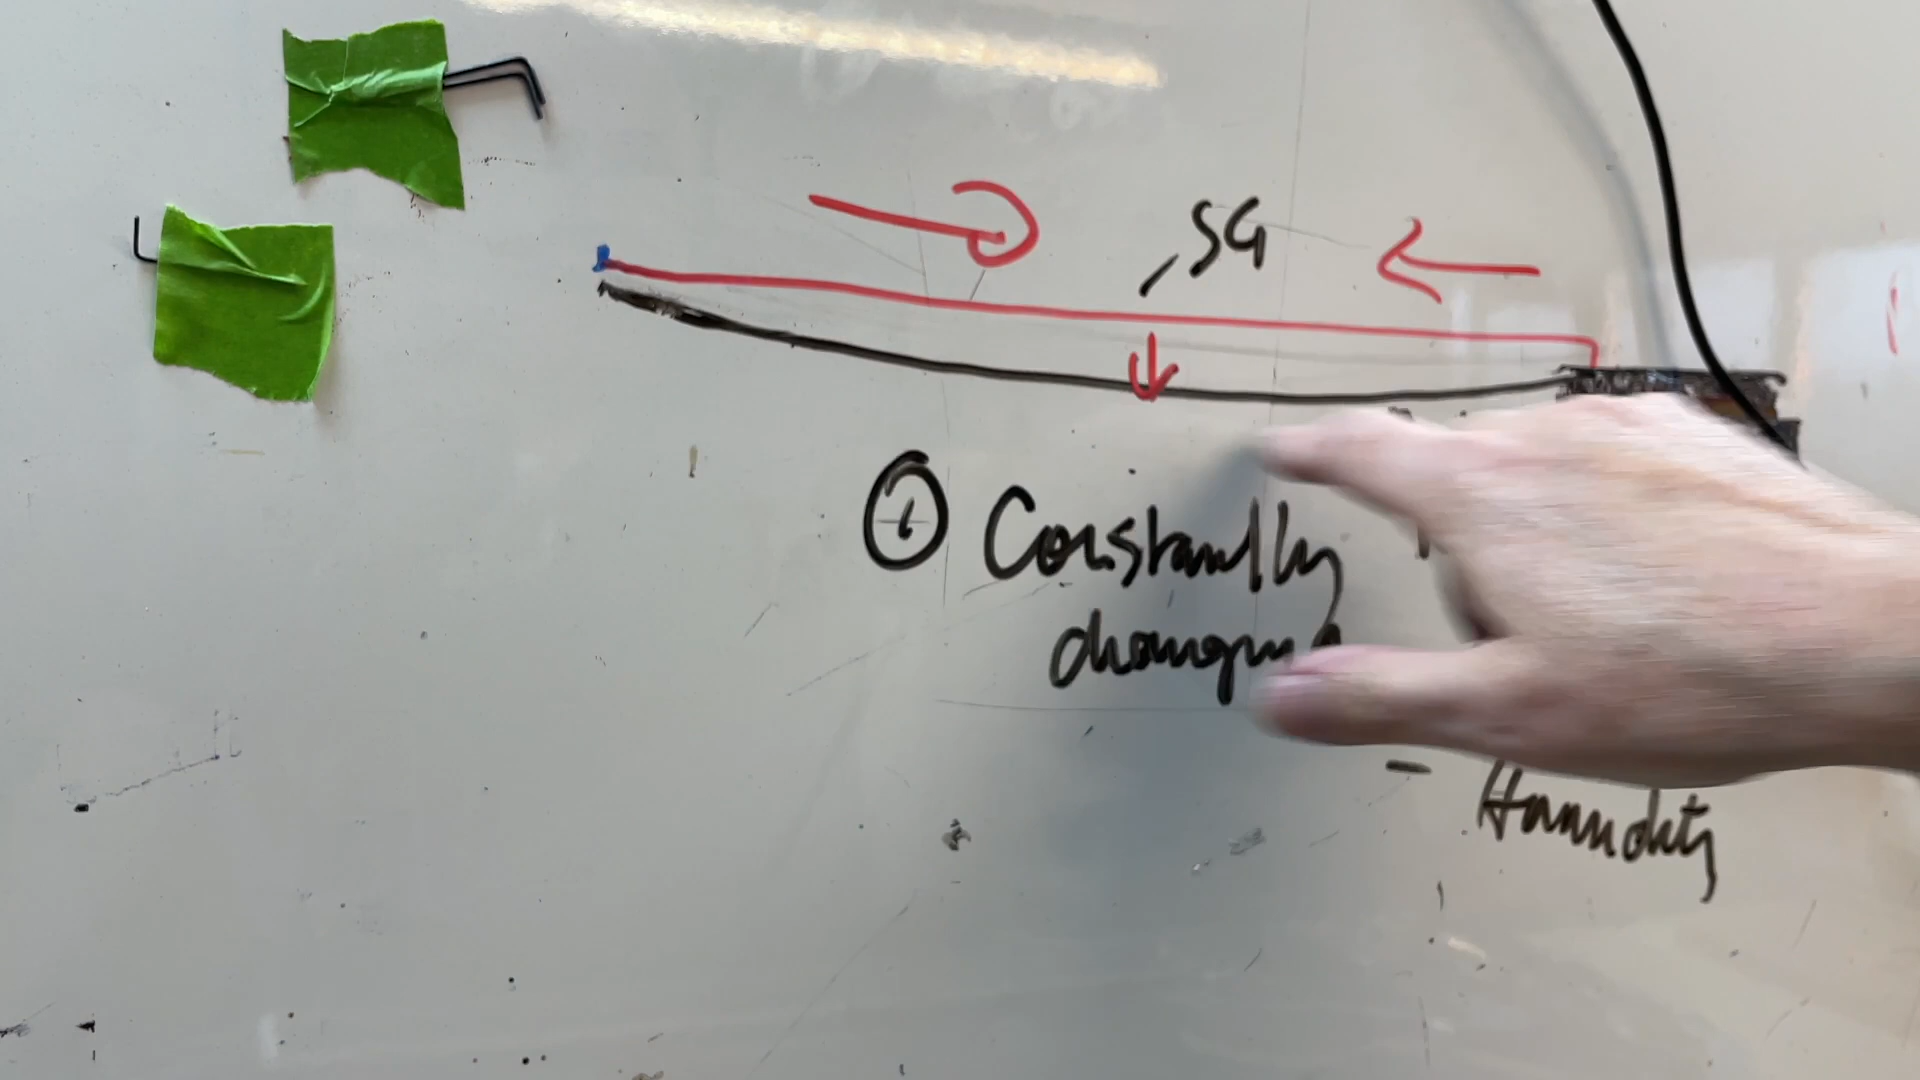 SG
① Constantly
changing
- Humidity